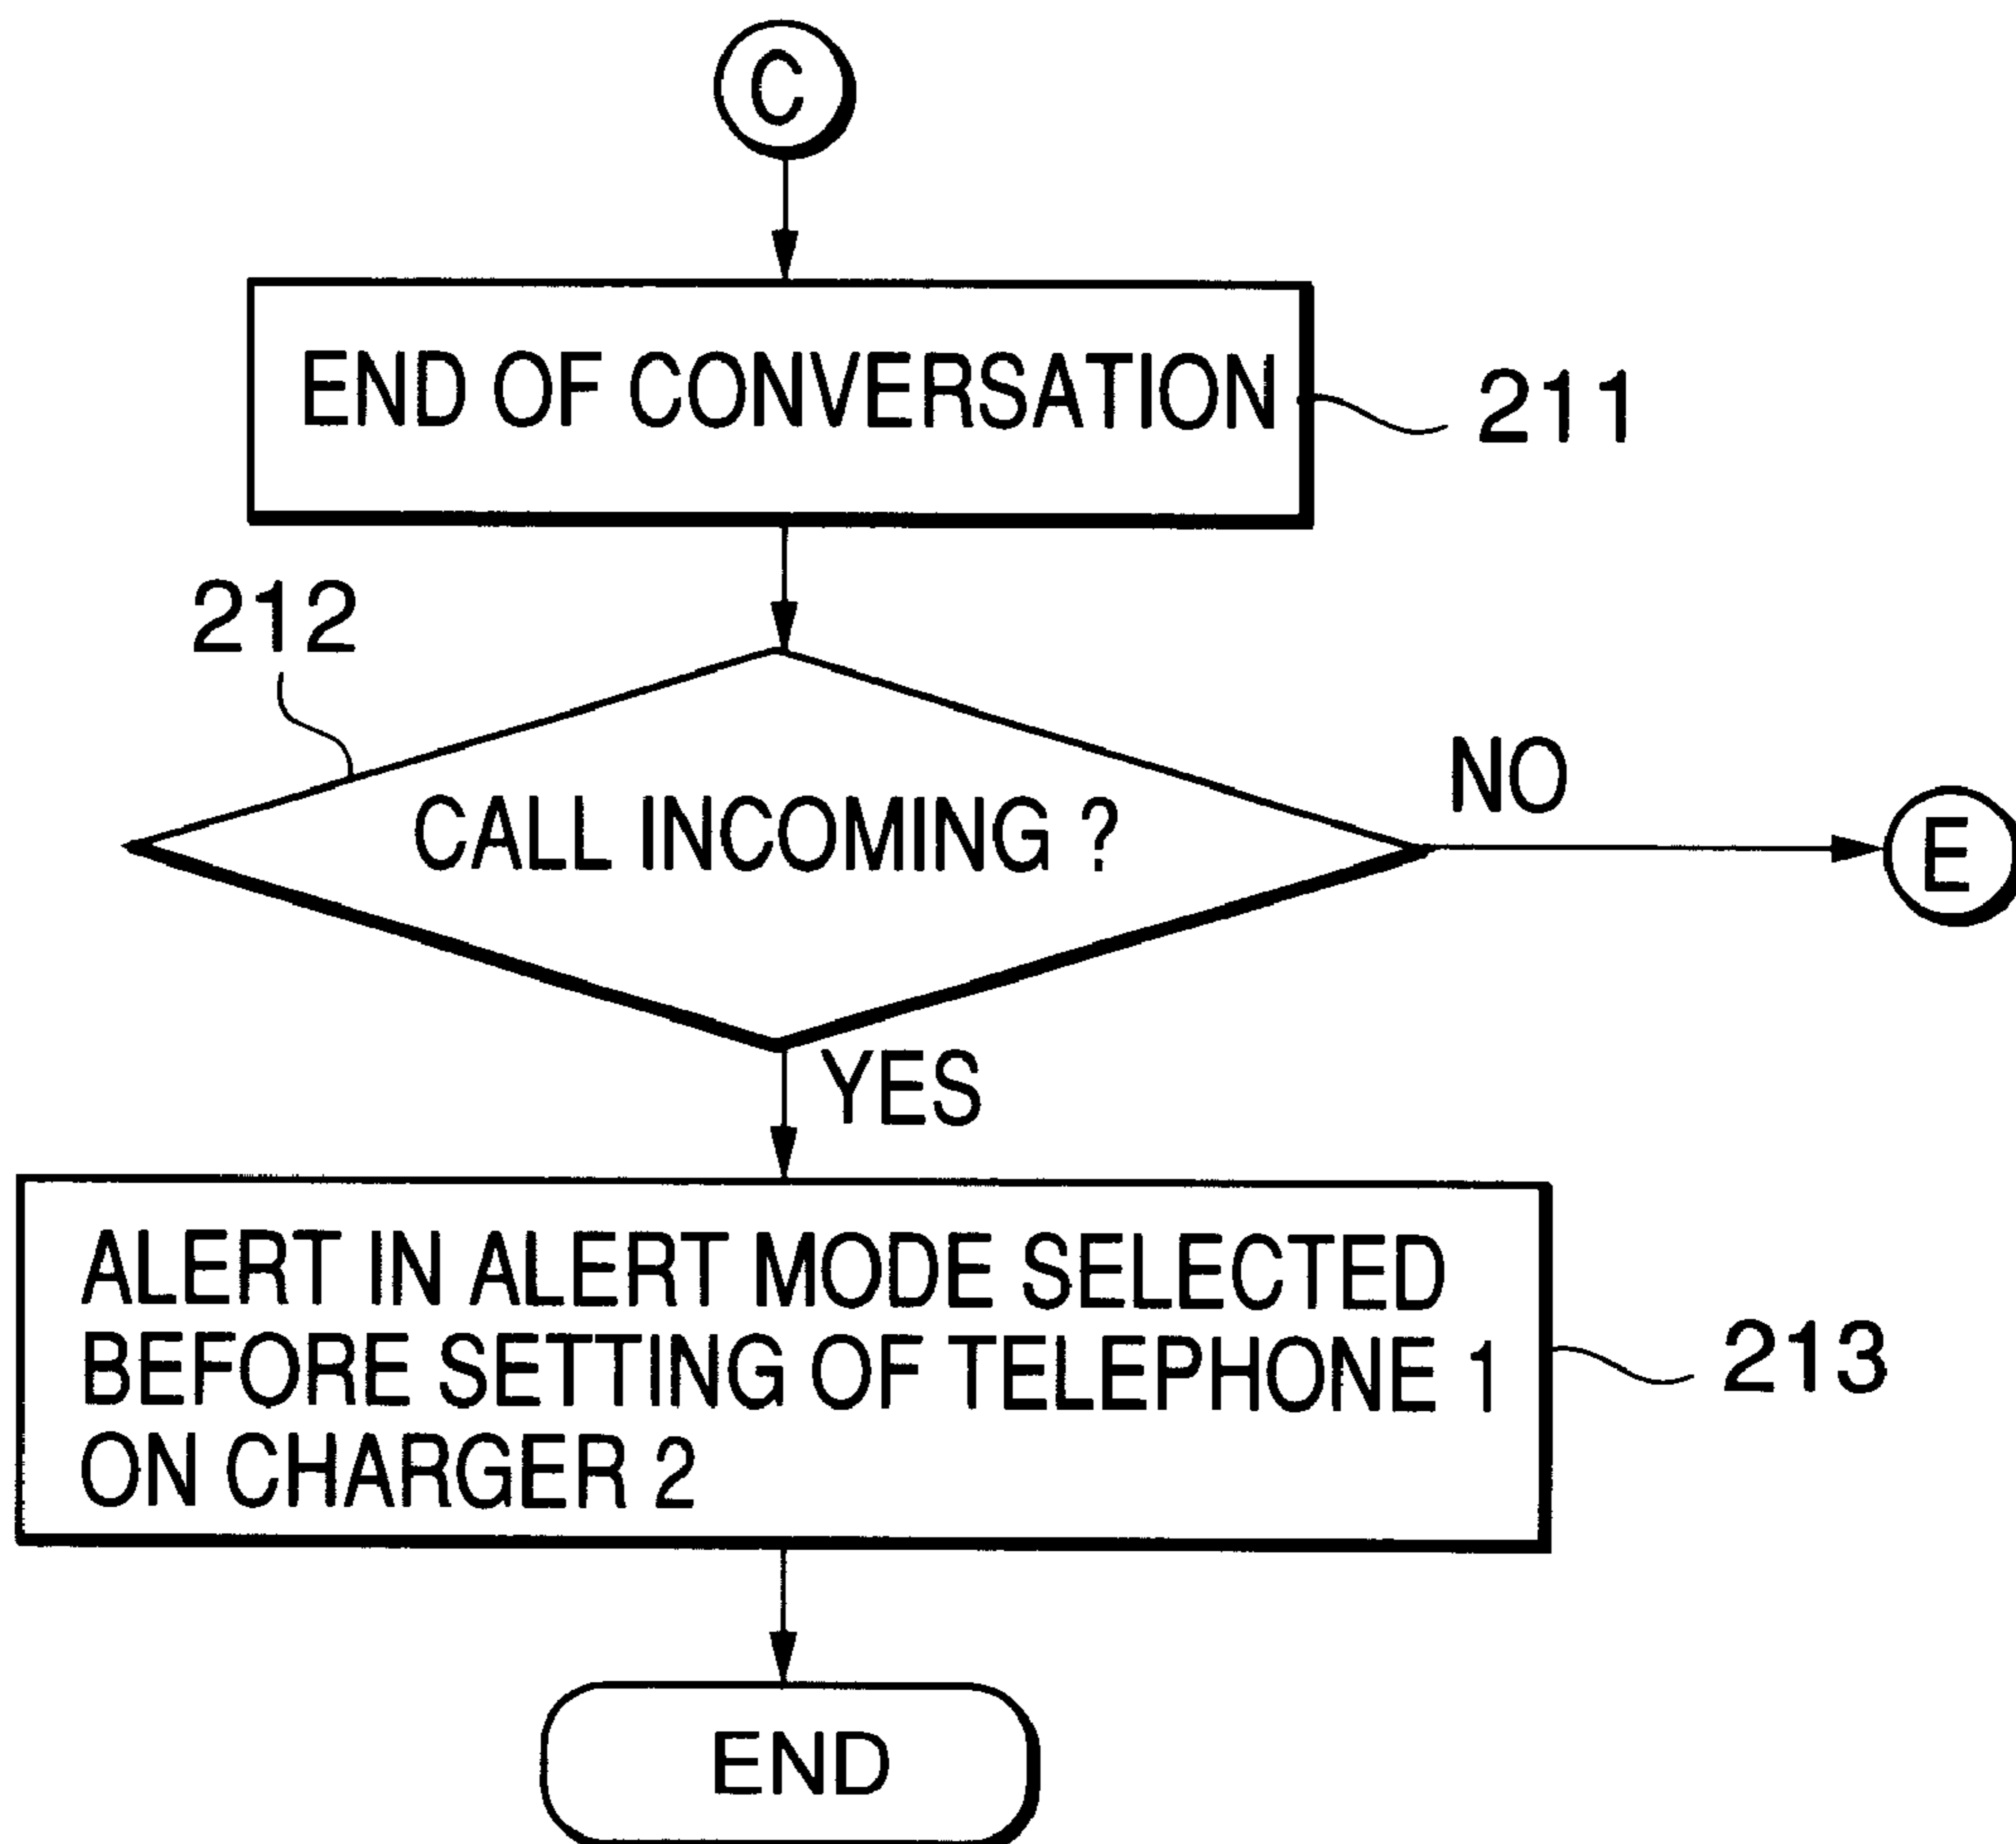 C
END OF CONVERSATION
211
212
CALL INCOMING ?
NO
E
YES
ALERT IN ALERT MODE SELECTED
BEFORE SETTING OF TELEPHONE 1
ON CHARGER 2
213
END